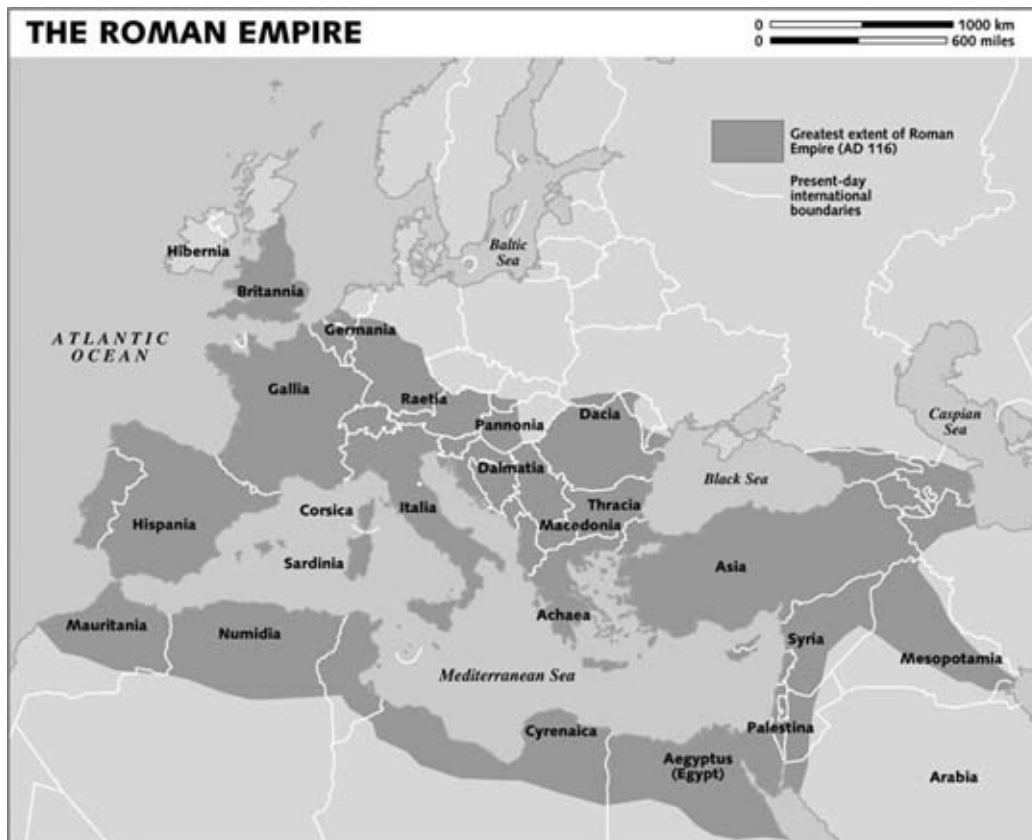 THE ROMAN EMPIRE
0 1000 km
0 600 miles
Greatest extent of Roman
Empire (AD 116)
Present-day
international
boundaries
Hibernia
Baltic
Sea
Britannia
ATLANTIC
OCEAN
Germania
Gallia
Raetia
Pannonia
Dacia
Caspian
Sea
Dalmatia
Black Sea
Corsica
Italia
Thracia
Hispania
Macedonia
Sardinia
Asia
Achaea
Mauritania
Numidia
Syria
Mesopotamia
Mediterranean Sea
Cyrenaica
Palestina
Aegyptus
(Egypt)
Arabia